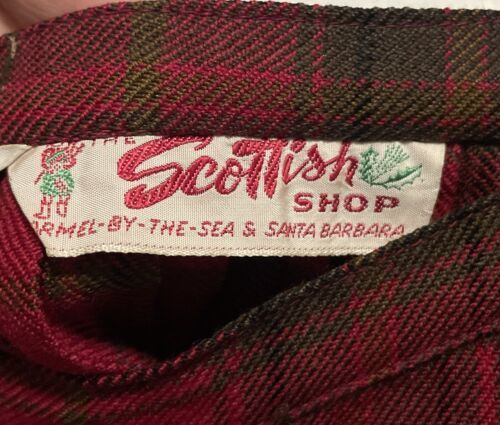 THE
Scottish
SHOP
ARMEL-BY-THE-SEA & SANTA BARBARA